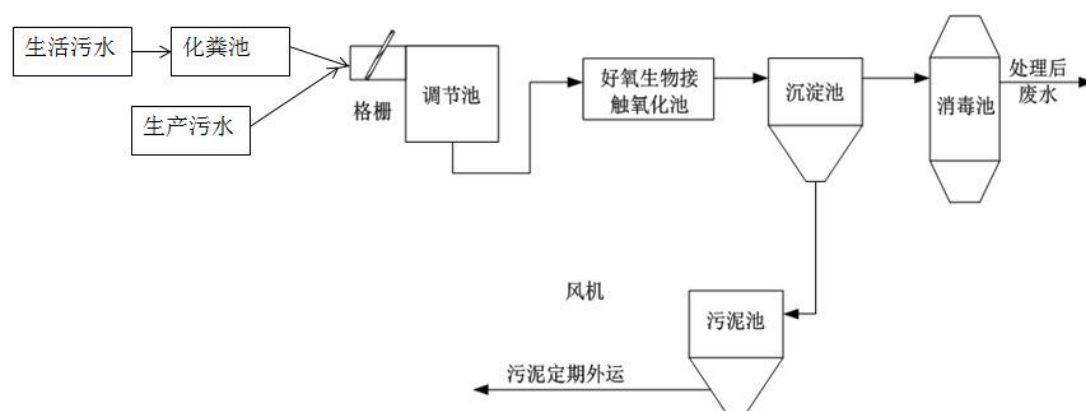 生活污水
化粪池
生产污水
格栅
调节池
好氧生物接
触氧化池
沉淀池
消毒池
处理后
废水
风机
污泥池
污泥定期外运